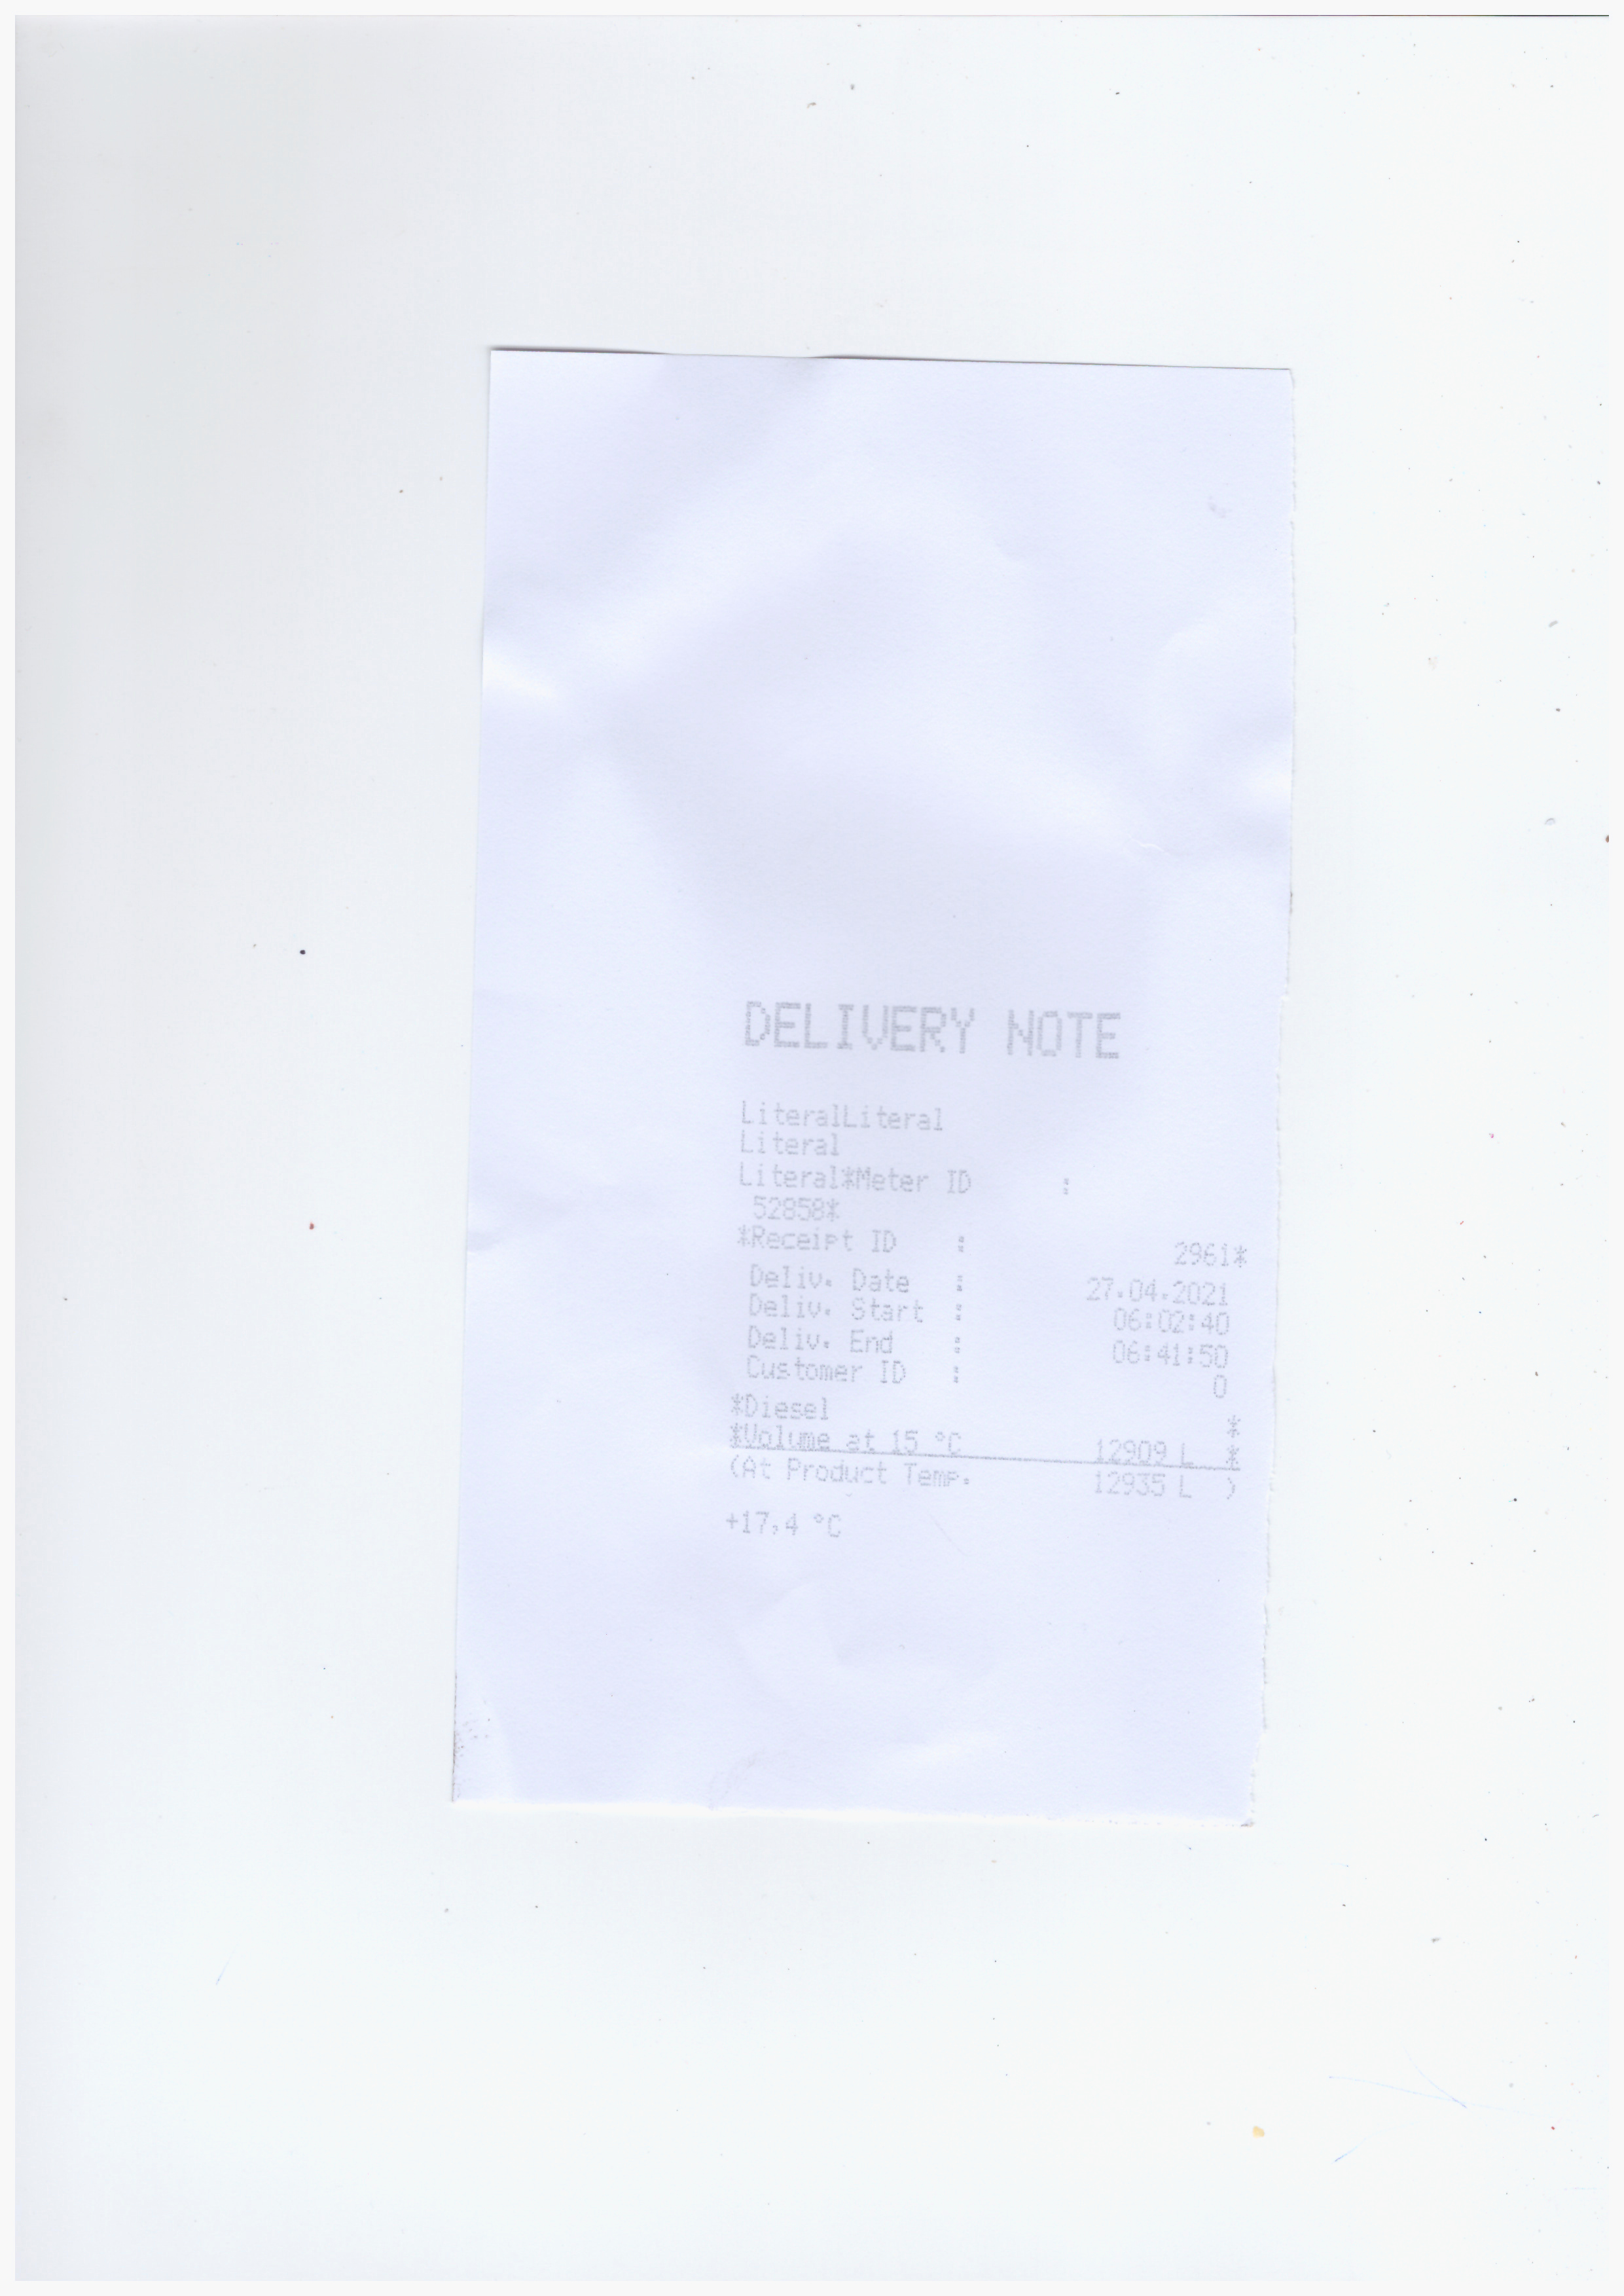 DELIVERY NOTE
LiteralLiteral
Literal
Literal*Meter ID :
52858*
*Receipt ID : 2961*
Deliv. Date : 27.04.2021
Deliv. Start : 06:02:40
Deliv. End : 06:41:50
Customer ID : 0
*Diesel *
*Volume at 15 °C 12909 L *
(At Product Temp. 12935 L )
+17,4 °C